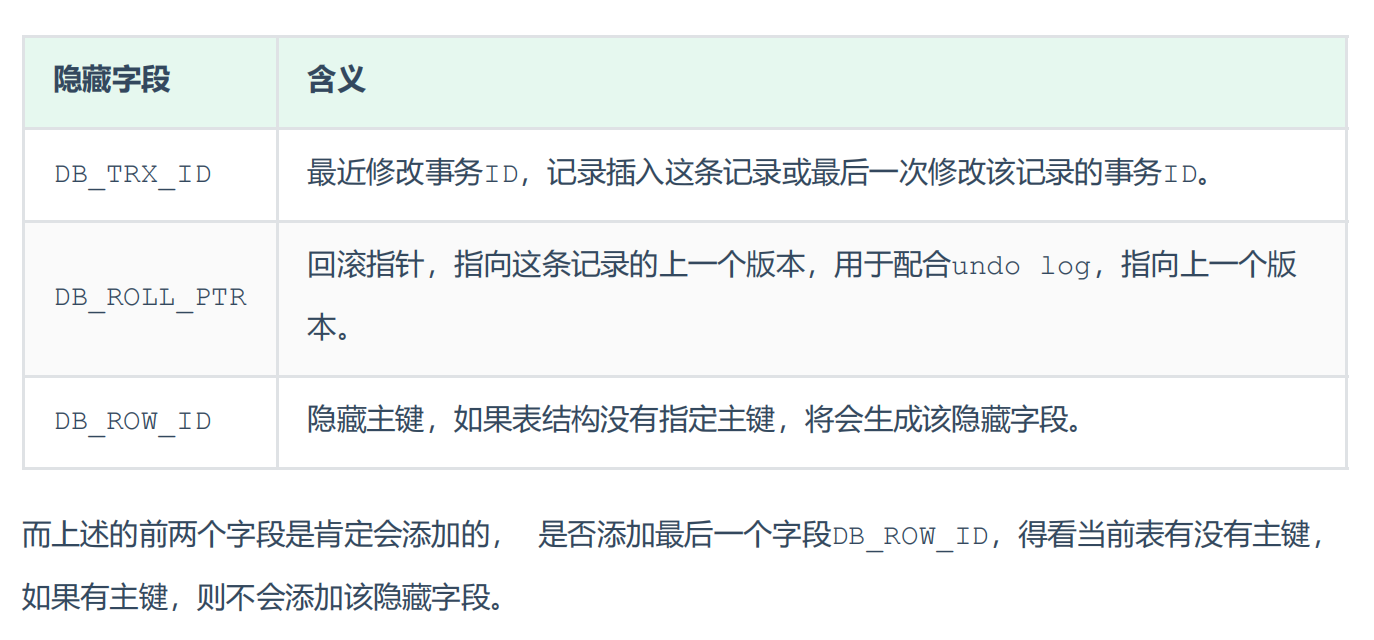 隐藏字段 含义
DB_TRX_ID 最近修改事务ID，记录插入这条记录或最后一次修改该记录的事务ID。
回滚指针，指向这条记录的上一个版本，用于配合undo log，指向上一个版
DB_ROLL_PTR
本。
DB_ROW_ID 隐藏主键，如果表结构没有指定主键，将会生成该隐藏字段。
而上述的前两个字段是肯定会添加的， 是否添加最后一个字段DB_ROW_ID，得看当前表有没有主键，
如果有主键，则不会添加该隐藏字段。